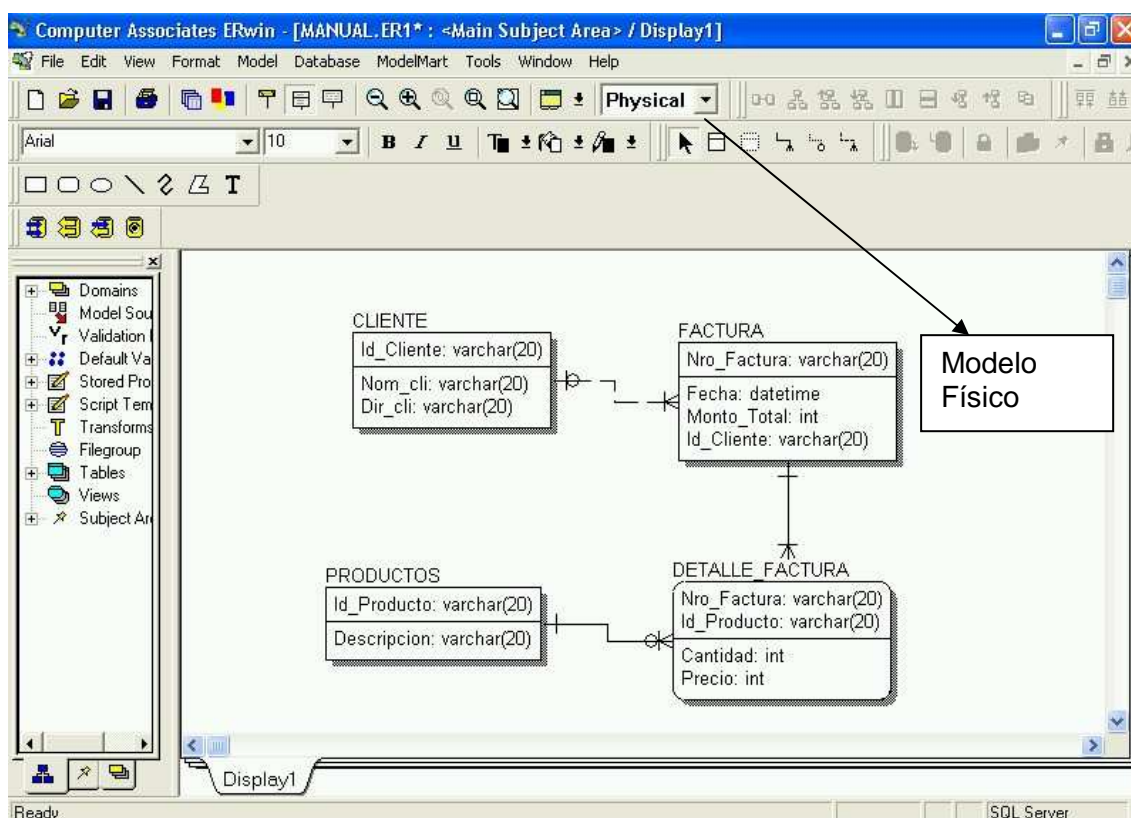 Computer Associates ERwin - [MANUAL.ER1* : <Main Subject Area> / Display1]
File Edit View Format Model Database ModelMart Tools Window Help
Physical
Arial 10 B I U T
T
Domains
Model Sou
Validation
Default Va
Stored Pro
Script Tem
Transforms
Filegroup
Tables
Views
Subject Ar
CLIENTE
Id_Cliente: varchar(20)
Nom_cli: varchar(20)
Dir_cli: varchar(20)
FACTURA
Nro_Factura: varchar(20)
Fecha: datetime
Monto_Total: int
Id_Cliente: varchar(20)
Modelo
Físico
PRODUCTOS
Id_Producto: varchar(20)
Descripcion: varchar(20)
DETALLE_FACTURA
Nro_Factura: varchar(20)
Id_Producto: varchar(20)
Cantidad: int
Precio: int
Display1
Ready
SQL Server